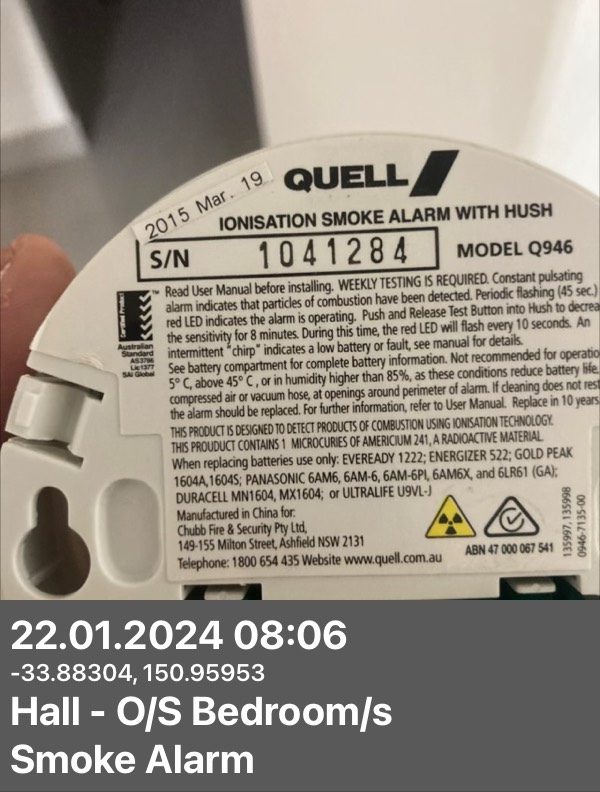 2015 Mar. 19
QUELL
IONISATION SMOKE ALARM WITH HUSH
S/N 1041284 MODEL Q946
Read User Manual before installing. WEEKLY TESTING IS REQUIRED. Constant pulsating
alarm indicates that particles of combustion have been detected. Periodic flashing (45 sec.)
red LED indicates the alarm is operating. Push and Release Test Button into Hush to decrea
the sensitivity for 8 minutes. During this time, the red LED will flash every 10 seconds. An
intermittent "chirp" indicates a low battery or fault, see manual for details.
See battery compartment for complete battery information. Not recommended for operatio
5° C, above 45° C , or in humidity higher than 85%, as these conditions reduce battery life.
compressed air or vacuum hose, at openings around perimeter of alarm. If cleaning does not rest
the alarm should be replaced. For further information, refer to User Manual. Replace in 10 years
THIS PRODUCT IS DESIGNED TO DETECT PRODUCTS OF COMBUSTION USING IONISATION TECHNOLOGY.
THIS PROUDUCT CONTAINS 1 MICROCURIES OF AMERICIUM 241, A RADIOACTIVE MATERIAL.
When replacing batteries use only: EVEREADY 1222; ENERGIZER 522; GOLD PEAK
1604A,1604S; PANASONIC 6AM6, 6AM-6, 6AM-6PI, 6AM6X, and 6LR61 (GA);
DURACELL MN1604, MX1604; or ULTRALIFE U9VL-J
Manufactured in China for:
Chubb Fire & Security Pty Ltd,
149-155 Milton Street, Ashfield NSW 2131
Telephone: 1800 654 435 Website www.quell.com.au
ABN 47 000 067 541
135997, 135998
0946-7135-00
Certified Product
TM
Australian
Standard
AS3786
Lic1377
SAI Global
22.01.2024 08:06
-33.88304, 150.95953
Hall - O/S Bedroom/s
Smoke Alarm